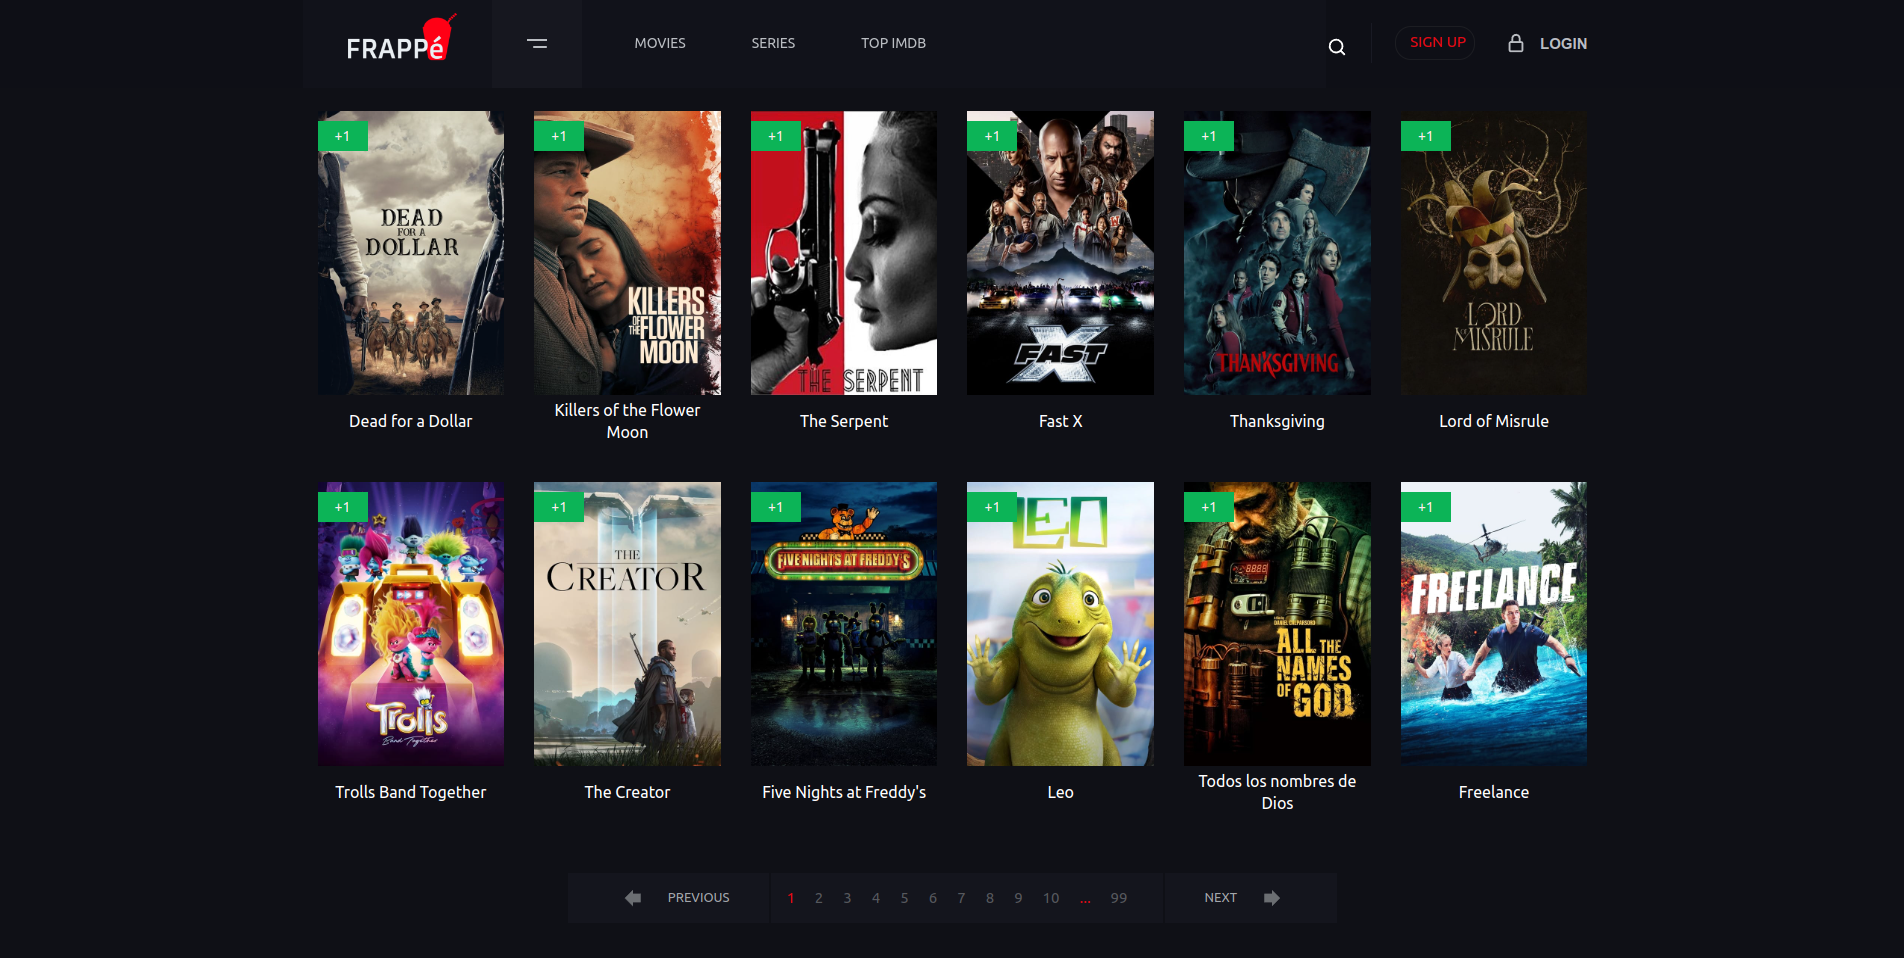 FRAPPé
MOVIES
SERIES
TOP IMDB
SIGN UP
LOGIN
+1
DEAD
FOR A
DOLLAR
Dead for a Dollar
+1
KILLERS
OF THE FLOWER
MOON
Killers of the Flower
Moon
+1
THE SERPENT
The Serpent
+1
FAST X
Fast X
+1
THANKSGIVING
Thanksgiving
+1
LORD
OF MISRULE
Lord of Misrule
+1
Trolls
Band Together
Trolls Band Together
+1
THE
CREATOR
The Creator
+1
FIVE NIGHTS AT FREDDY'S
Five Nights at Freddy's
+1
LEO
Leo
+1
ALL THE
NAMES
OF GOD
Todos los nombres de
Dios
+1
FREELANCE
Freelance
PREVIOUS
1 2 3 4 5 6 7 8 9 10 ... 99
NEXT